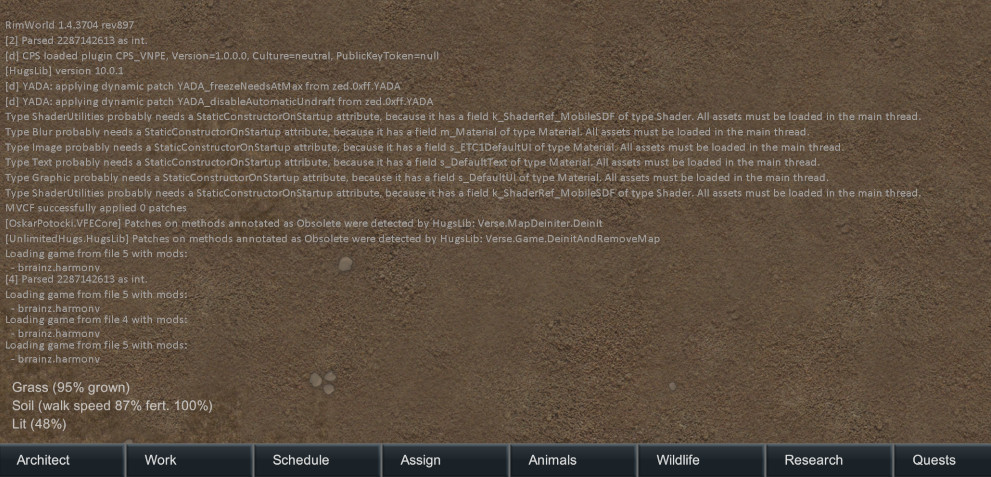 RimWorld 1.4.3704 rev897
[2] Parsed 2287142613 as int.
[d] CPS loaded plugin CPS_VNPE, Version=1.0.0.0, Culture=neutral, PublicKeyToken=null
[HugsLib] version 10.0.1
[d] YADA: applying dynamic patch YADA_freezeNeedsAtMax from zed.0xff.YADA
[d] YADA: applying dynamic patch YADA_disableAutomaticUndraft from zed.0xff.YADA
Type ShaderUtilities probably needs a StaticConstructorOnStartup attribute, because it has a field k_ShaderRef_MobileSDF of type Shader. All assets must be loaded in the main thread.
Type Blur probably needs a StaticConstructorOnStartup attribute, because it has a field m_Material of type Material. All assets must be loaded in the main thread.
Type Image probably needs a StaticConstructorOnStartup attribute, because it has a field s_ETC1DefaultUI of type Material. All assets must be loaded in the main thread.
Type Text probably needs a StaticConstructorOnStartup attribute, because it has a field s_DefaultText of type Material. All assets must be loaded in the main thread.
Type Graphic probably needs a StaticConstructorOnStartup attribute, because it has a field s_DefaultUI of type Material. All assets must be loaded in the main thread.
Type ShaderUtilities probably needs a StaticConstructorOnStartup attribute, because it has a field k_ShaderRef_MobileSDF of type Shader. All assets must be loaded in the main thread.
MVCF successfully applied 0 patches
[OskarPotocki.VFECore] Patches on methods annotated as Obsolete were detected by HugsLib: Verse.MapDeiniter.Deinit
[UnlimitedHugs.HugsLib] Patches on methods annotated as Obsolete were detected by HugsLib: Verse.Game.DeinitAndRemoveMap
Loading game from file 5 with mods:
- brrainz.harmony
[4] Parsed 2287142613 as int.
Loading game from file 5 with mods:
- brrainz.harmony
Loading game from file 4 with mods:
- brrainz.harmony
Loading game from file 5 with mods:
- brrainz.harmony
Grass (95% grown)
Soil (walk speed 87% fert. 100%)
Lit (48%)
Architect Work Schedule Assign Animals Wildlife Research Quests